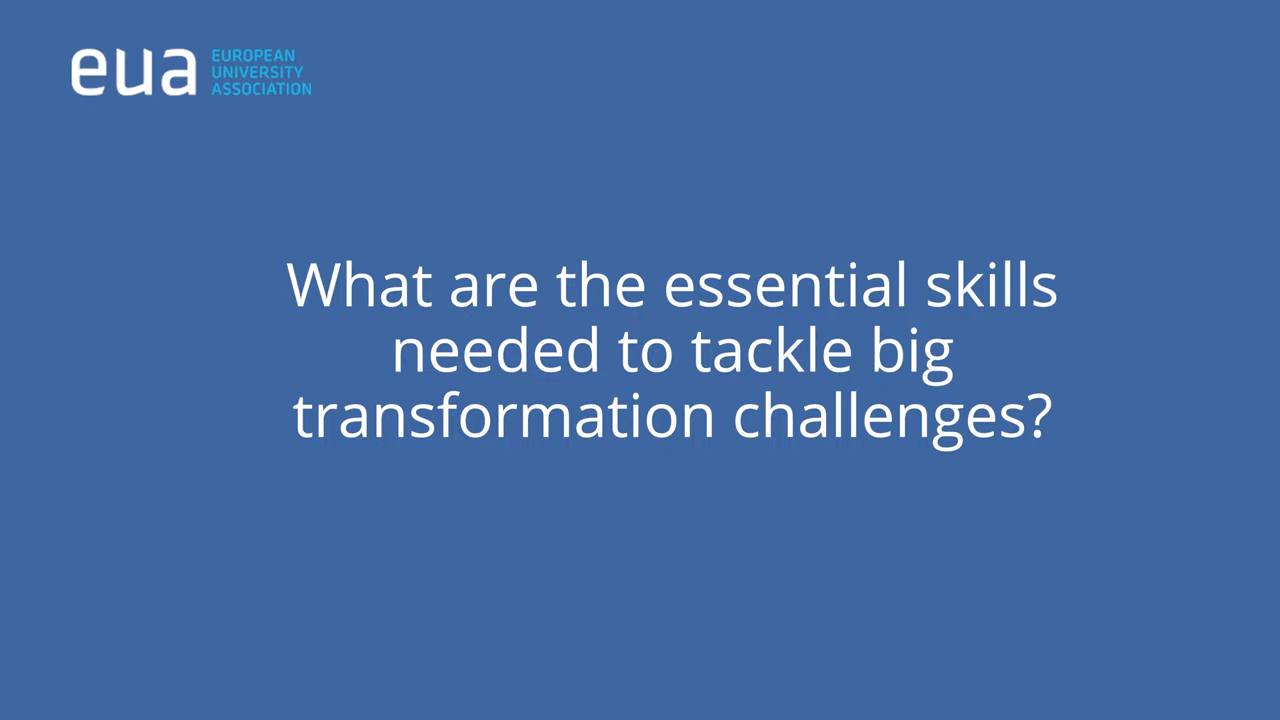 eua
EUROPEAN
UNIVERSITY
ASSOCIATION
What are the essential skills
needed to tackle big
transformation challenges?